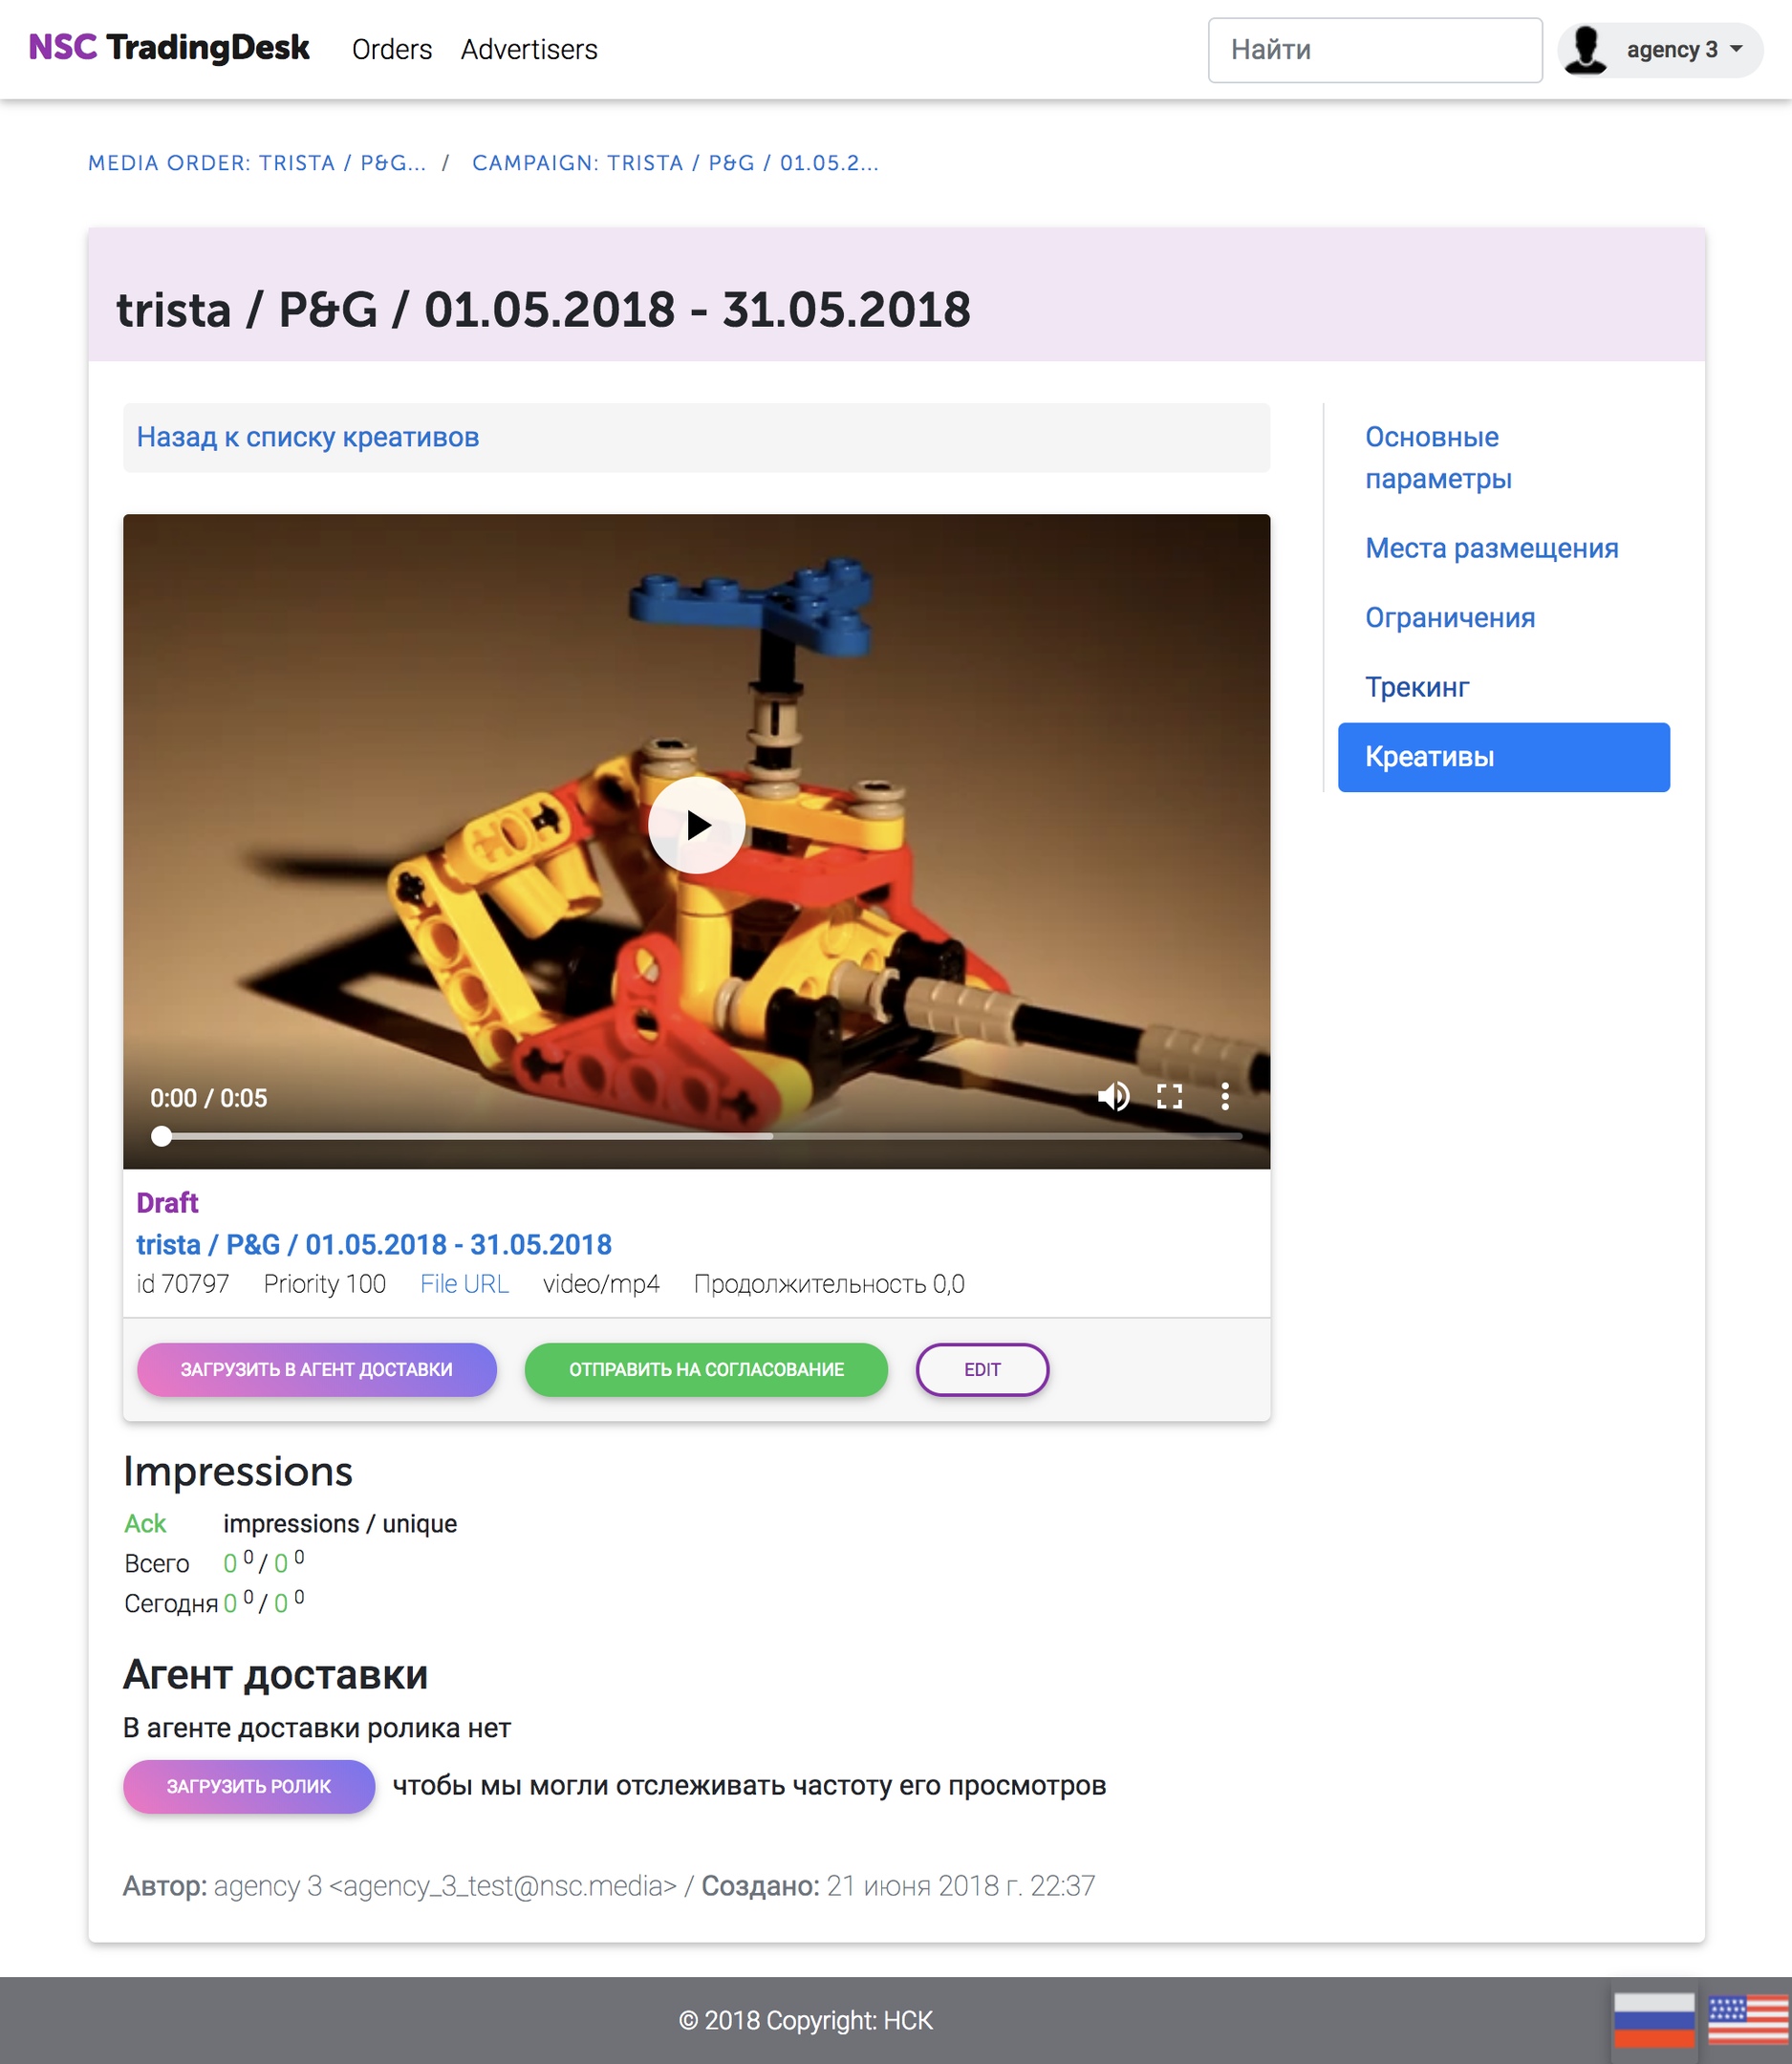 NSC TradingDesk
Orders
Advertisers
Найти
agency 3
MEDIA ORDER: TRISTA / P&G... / CAMPAIGN: TRISTA / P&G / 01.05.2...
trista / P&G / 01.05.2018 - 31.05.2018
Назад к списку креативов
0:00 / 0:05
Draft
trista / P&G / 01.05.2018 - 31.05.2018
id 70797 Priority 100 File URL video/mp4 Продолжительность 0,0
ЗАГРУЗИТЬ В АГЕНТ ДОСТАВКИ
ОТПРАВИТЬ НА СОГЛАСОВАНИЕ
EDIT
Impressions
Ack impressions / unique
Всего 0 0 / 0 0
Сегодня 0 0 / 0 0
Агент доставки
В агенте доставки ролика нет
ЗАГРУЗИТЬ РОЛИК чтобы мы могли отслеживать частоту его просмотров
Автор: agency 3 <agency_3_test@nsc.media> / Создано: 21 июня 2018 г. 22:37
Основные
параметры
Места размещения
Ограничения
Трекинг
Креативы
© 2018 Copyright: НСК